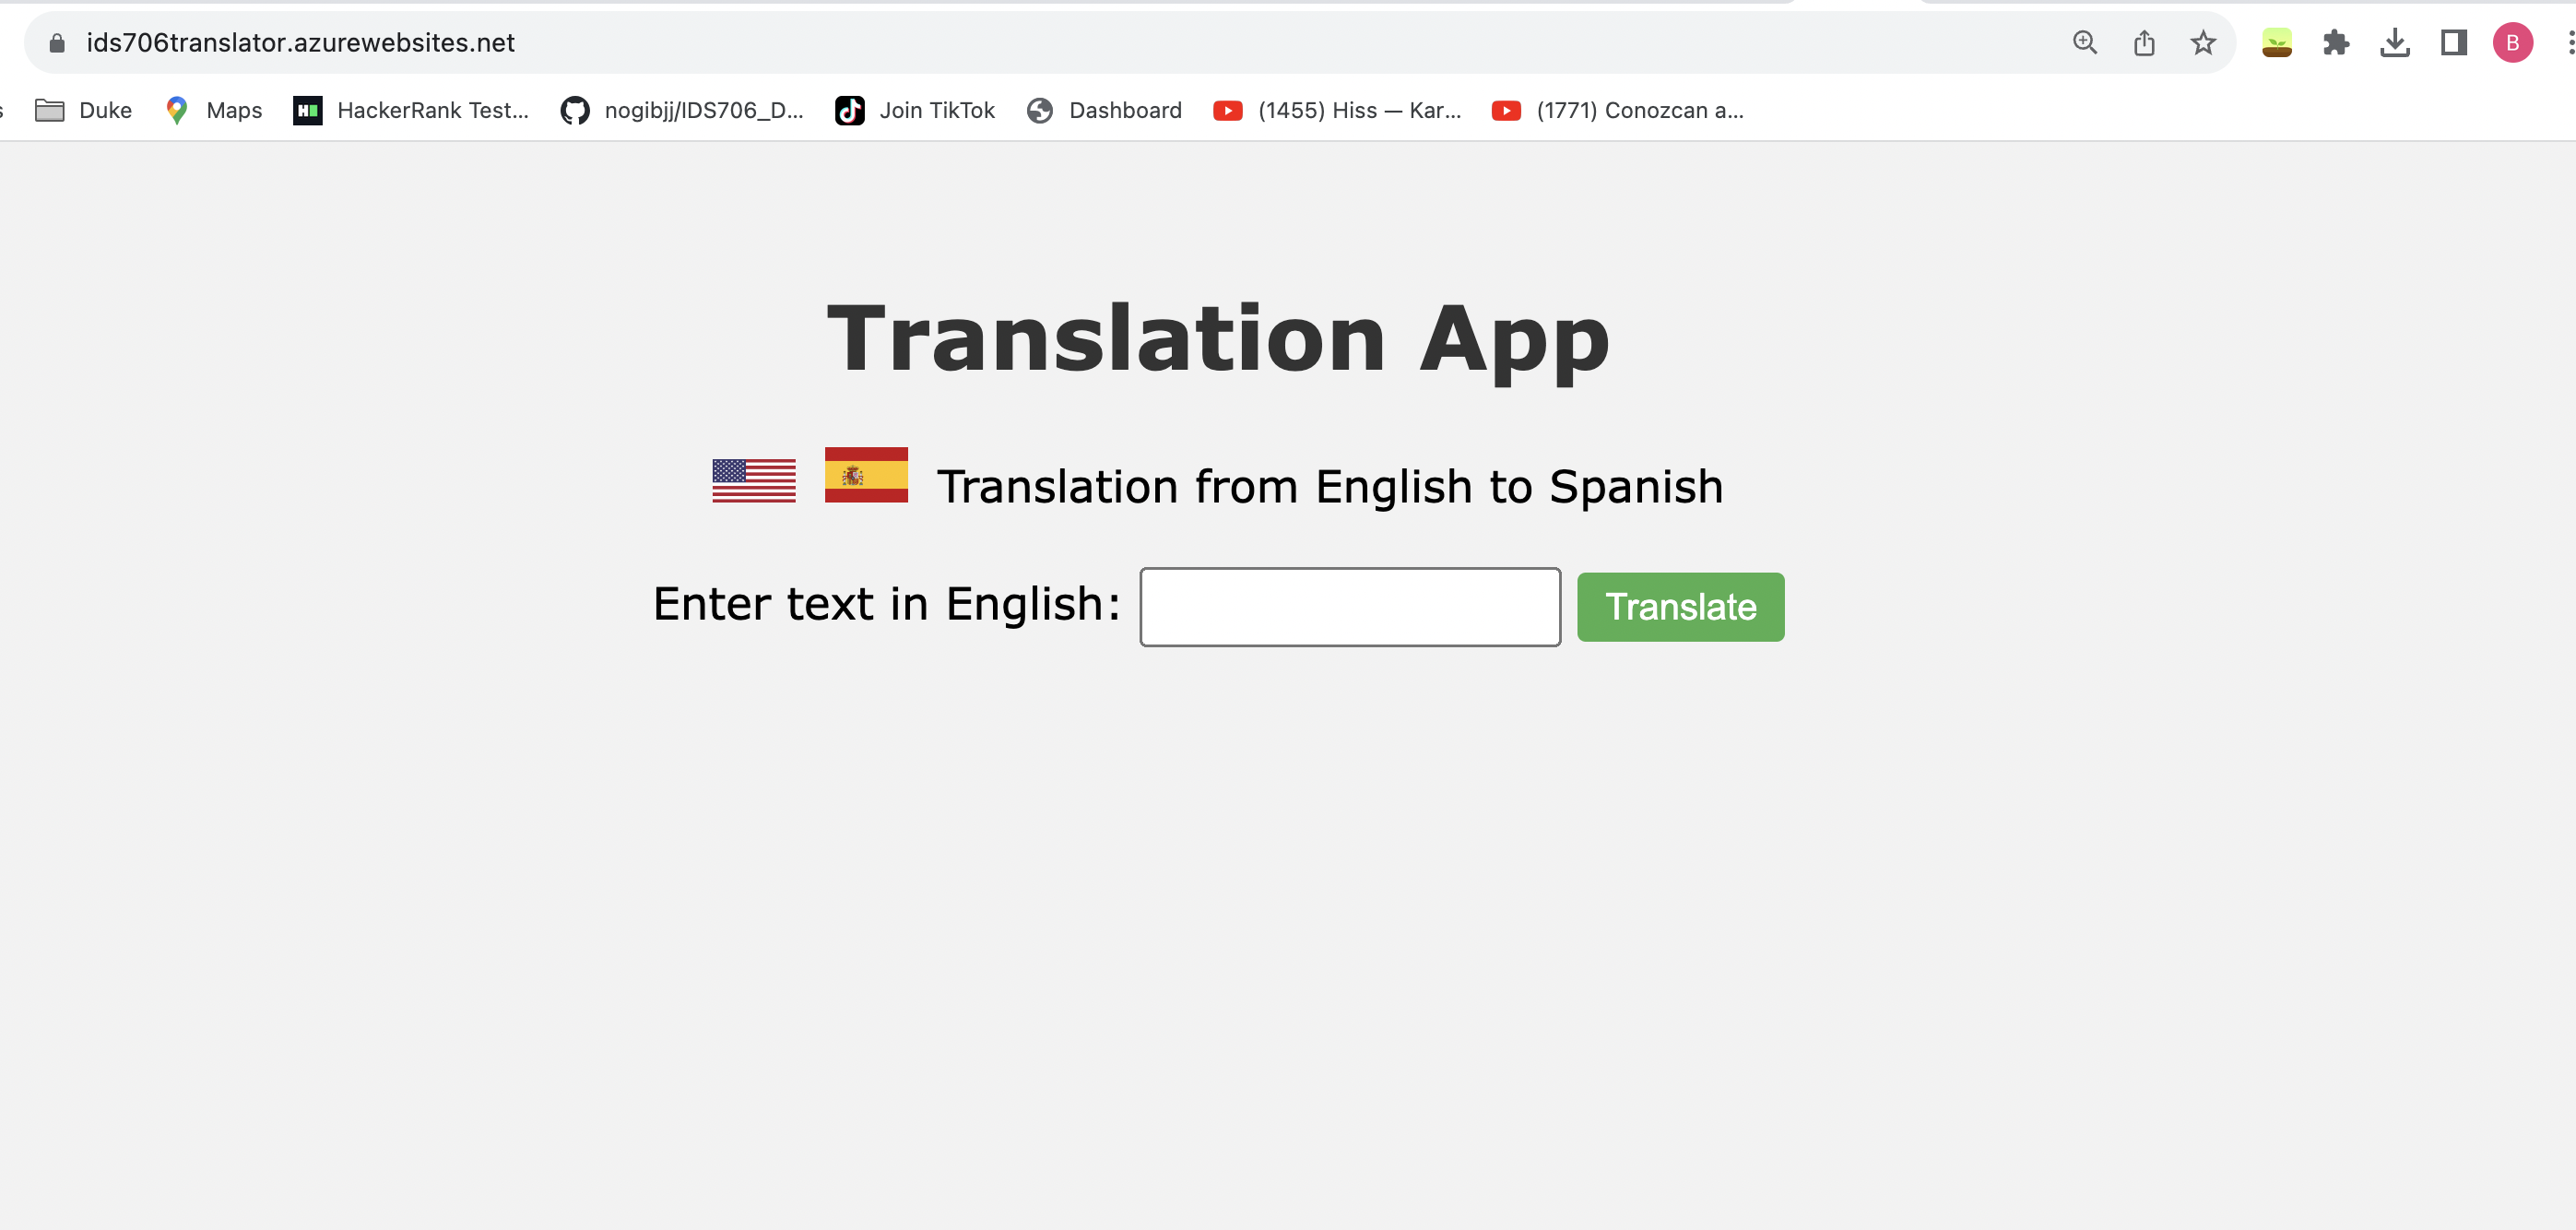 ids706translator.azurewebsites.net
B
s Duke Maps HackerRank Test... nogibjj/IDS706_D... Join TikTok Dashboard (1455) Hiss — Kar... (1771) Conozcan a...
Translation App
Translation from English to Spanish
Enter text in English: Translate